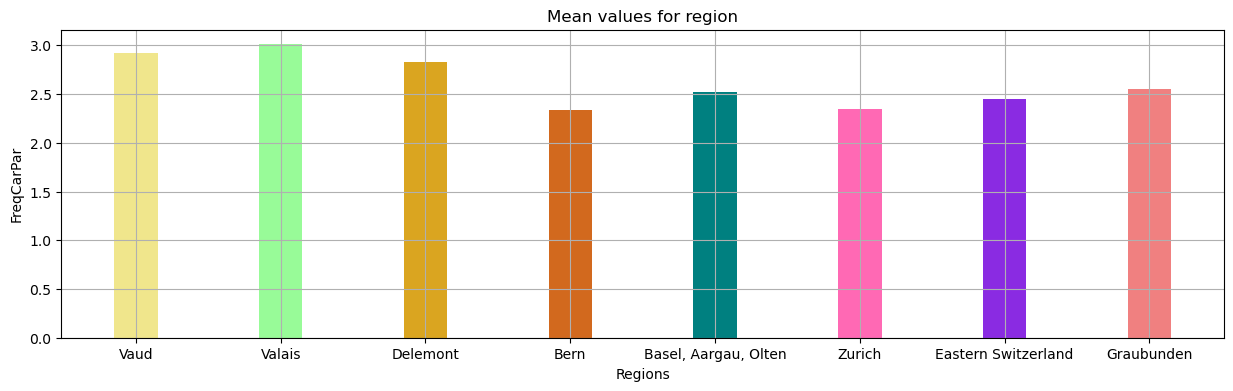 Mean values for region
FreqCarPar
3.0
2.5
2.0
1.5
1.0
0.5
0.0
Vaud Valais Delemont Bern Basel, Aargau, Olten Zurich Eastern Switzerland Graubunden
Regions